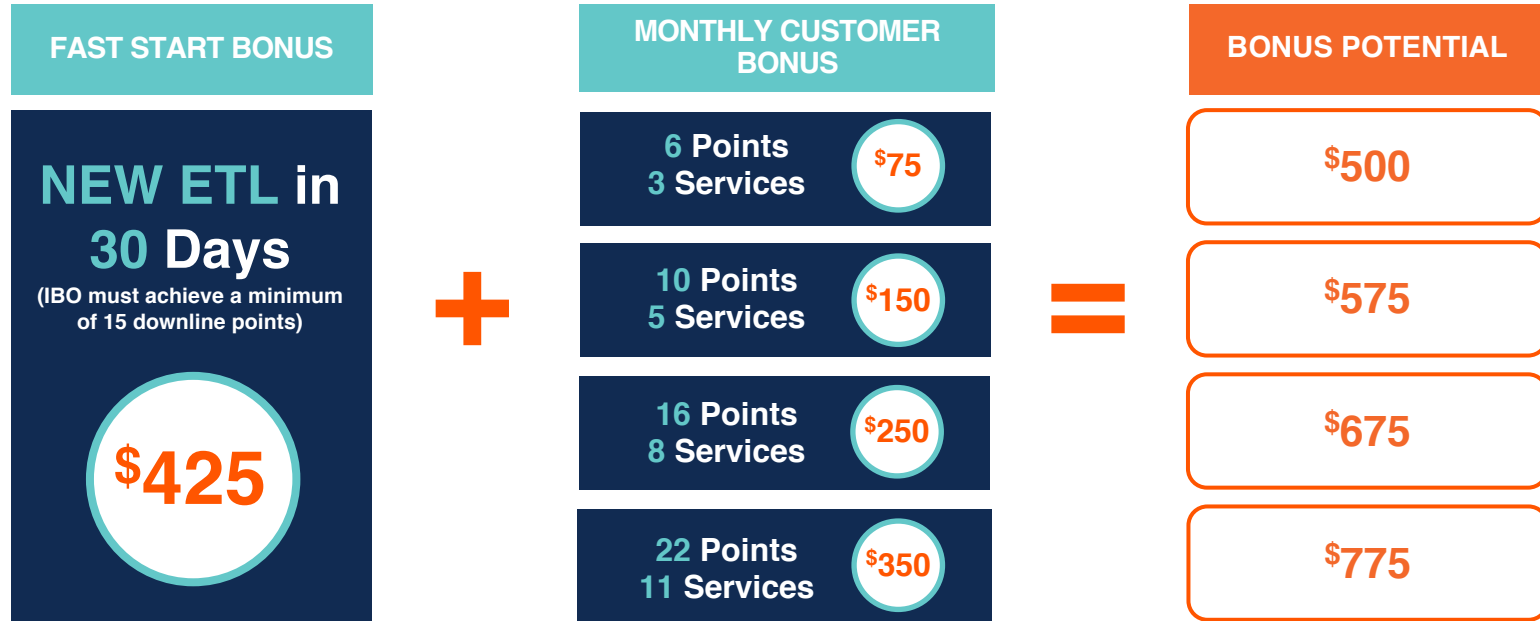 FAST START BONUS
NEW ETL in
30 Days
(IBO must achieve a minimum
of 15 downline points)
$425
+
MONTHLY CUSTOMER
BONUS
6 Points
3 Services
$75
10 Points
5 Services
$150
16 Points
8 Services
$250
22 Points
11 Services
$350
=
BONUS POTENTIAL
$500
$575
$675
$775